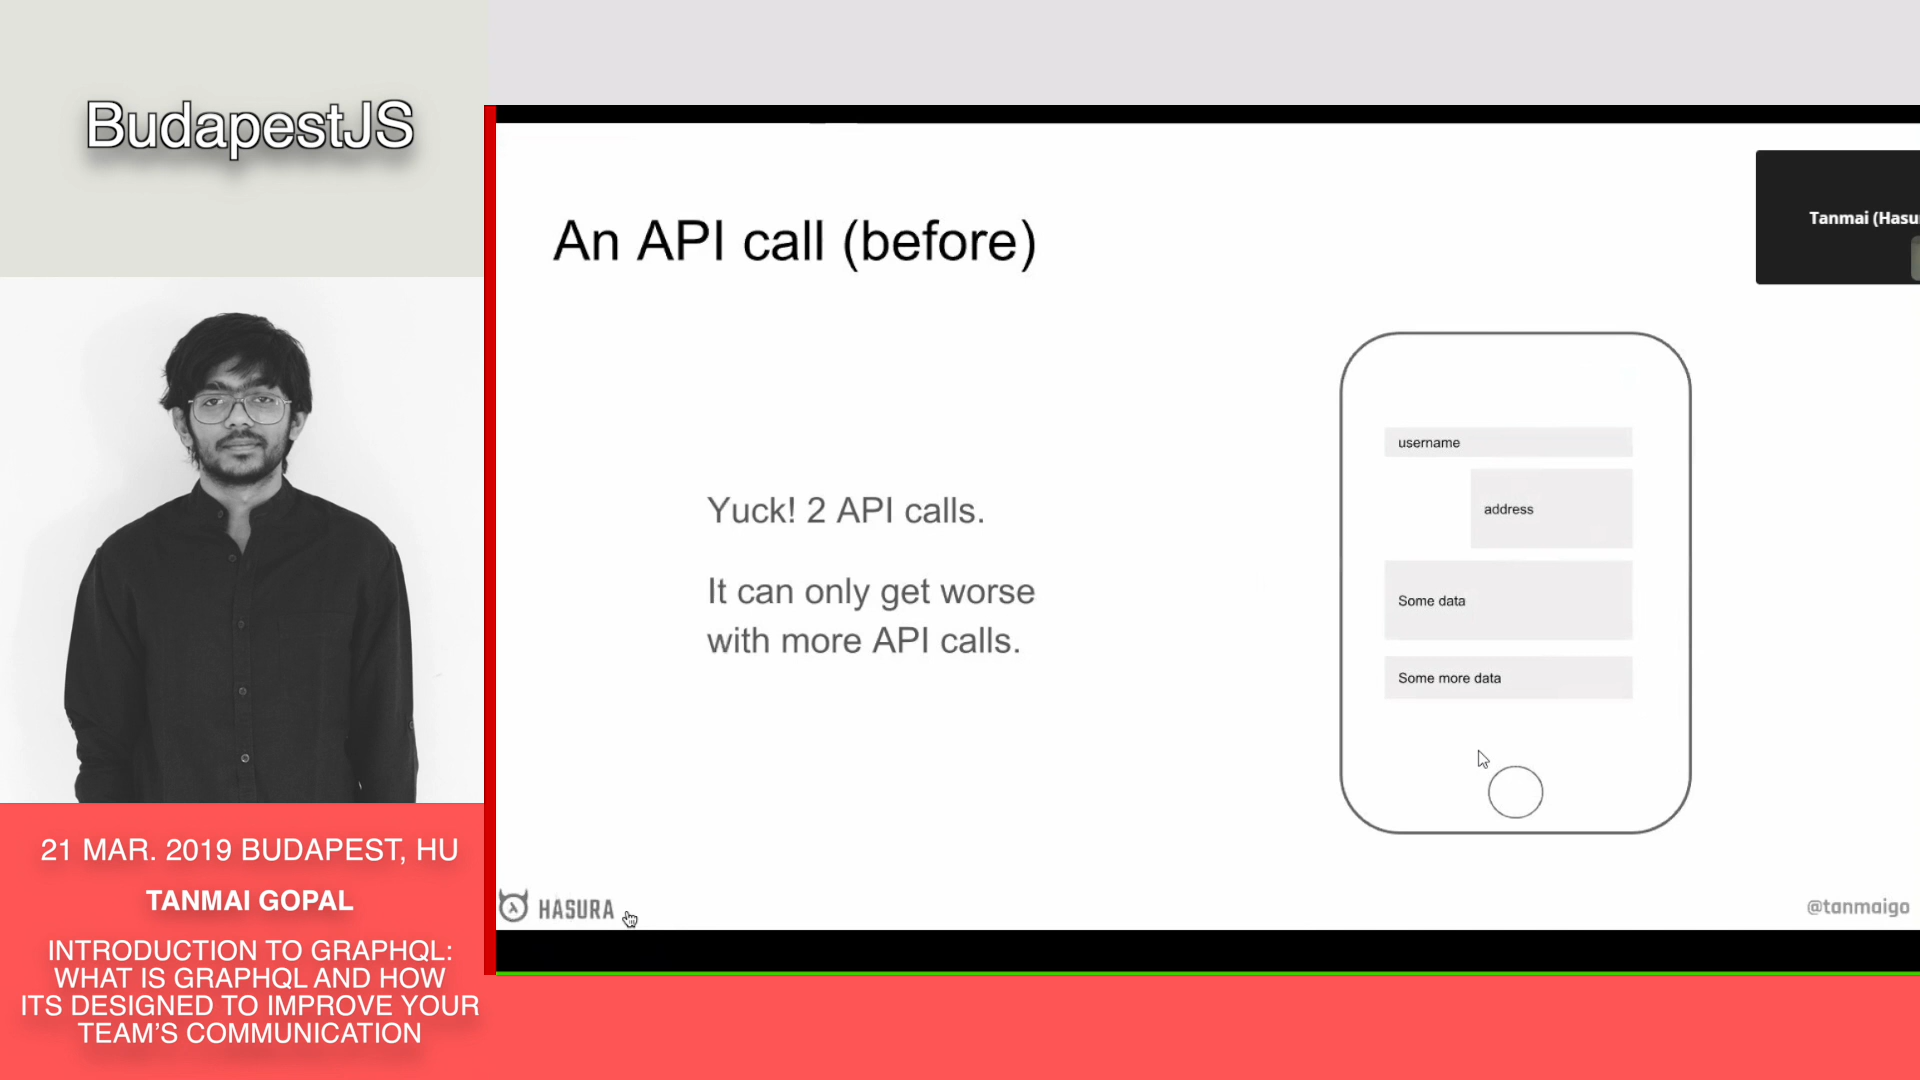 BudapestJS
21 MAR. 2019 BUDAPEST, HU
TANMAI GOPAL
INTRODUCTION TO GRAPHQL:
WHAT IS GRAPHQL AND HOW
ITS DESIGNED TO IMPROVE YOUR
TEAM'S COMMUNICATION
An API call (before)
Tanmai (Hasu
Yuck! 2 API calls.
It can only get worse
with more API calls.
username
address
Some data
Some more data
HASURA
@tanmaigo